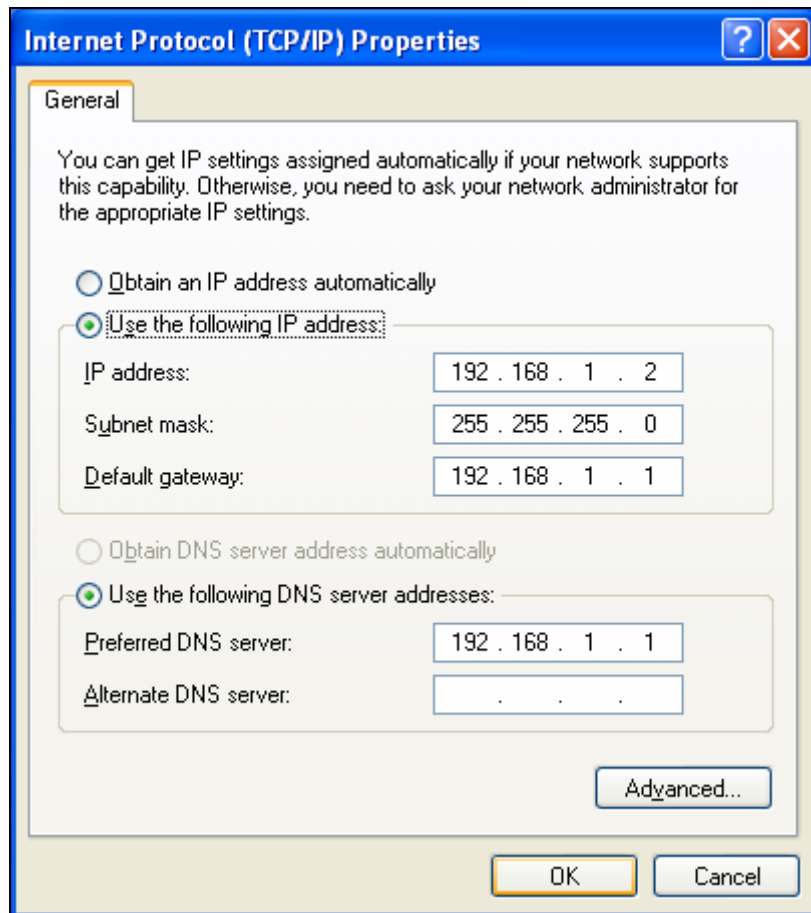 Internet Protocol (TCP/IP) Properties
General
You can get IP settings assigned automatically if your network supports
this capability. Otherwise, you need to ask your network administrator for
the appropriate IP settings.
Obtain an IP address automatically
Use the following IP address:
IP address: 192 . 168 . 1 . 2
Subnet mask: 255 . 255 . 255 . 0
Default gateway: 192 . 168 . 1 . 1
Obtain DNS server address automatically
Use the following DNS server addresses:
Preferred DNS server: 192 . 168 . 1 . 1
Alternate DNS server: . . .
Advanced...
OK Cancel